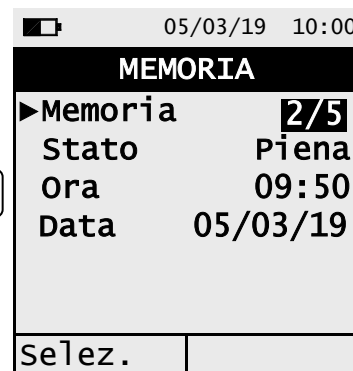 05/03/19 10:00
MEMORIA
▶Memoria 2/5
Stato Piena
Ora 09:50
Data 05/03/19
Selez.